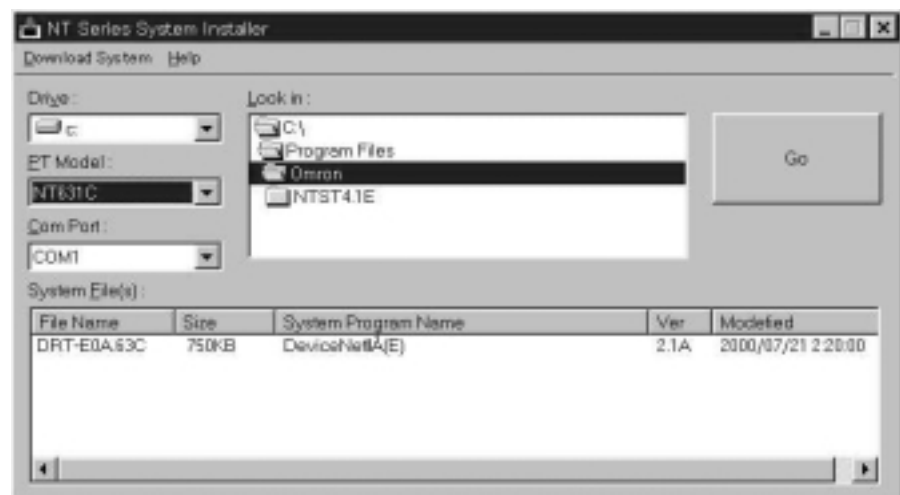 NT Series System Installer
Download System Help
Drive :
c:
PT Model :
NT631C
Com Port :
COM1
Look in :
C:\
Program Files
Omron
NTST4.1E
Go
System File(s) :
File Name Size System Program Name Ver Modefied
DRT-E0A.63C 750KB (E) 2.1A 2000/07/21 2:20:00